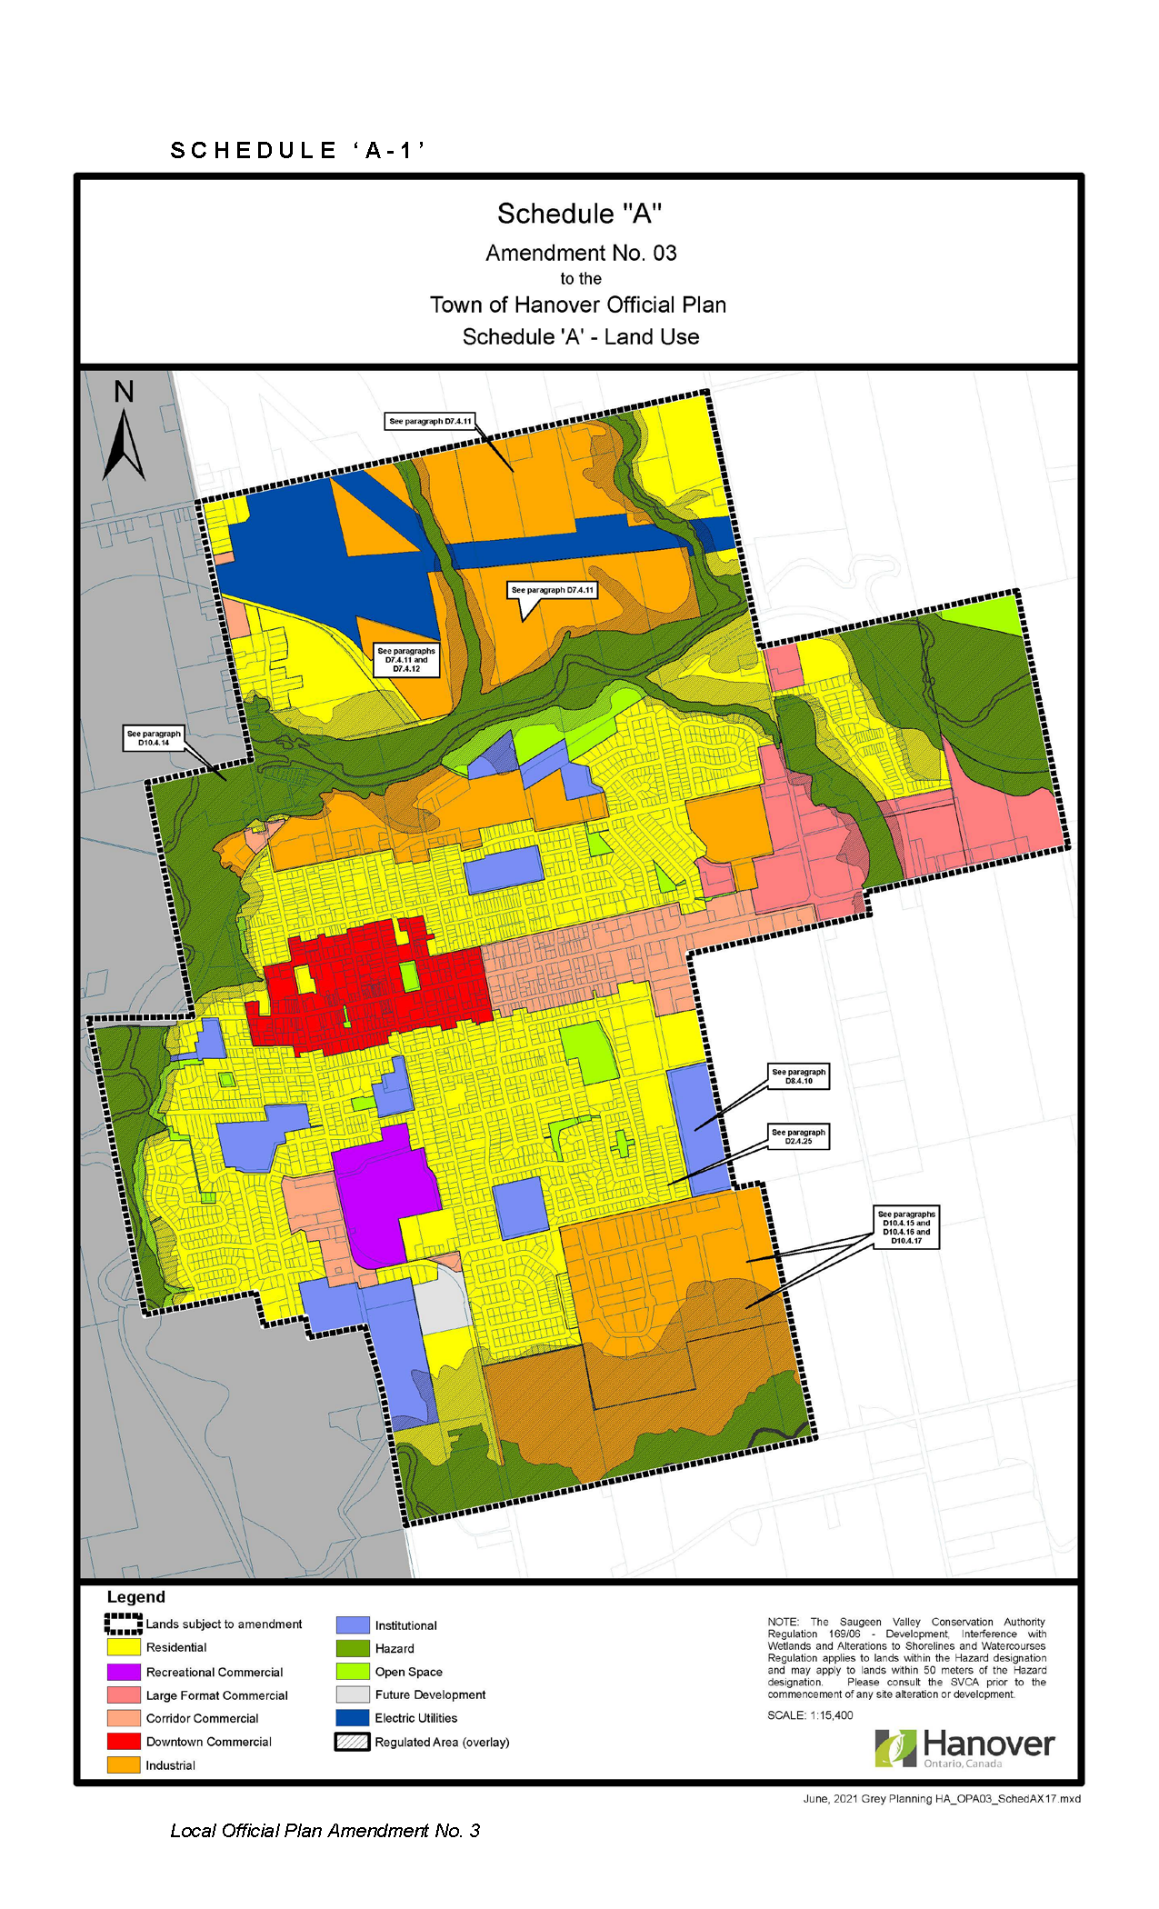 SCHEDULE ‘A-1’
Schedule "A"
Amendment No. 03
to the
Town of Hanover Official Plan
Schedule 'A' - Land Use
N
See paragraph D7.4.11
See paragraph D7.4.11
See paragraphs
D7.4.11 and
D7.4.12
See paragraph
D10.4.14
See paragraph
D8.4.10
See paragraph
D2.4.25
See paragraphs
D10.4.15 and
D10.4.16 and
D10.4.17
Legend
Lands subject to amendment
Residential
Recreational Commercial
Large Format Commercial
Corridor Commercial
Downtown Commercial
Industrial
Institutional
Hazard
Open Space
Future Development
Electric Utilities
Regulated Area (overlay)
NOTE: The Saugeen Valley Conservation Authority
Regulation 169/06 - Development, Interference with
Wetlands and Alterations to Shorelines and Watercourses
Regulation applies to lands within the Hazard designation
and may apply to lands within 50 meters of the Hazard
designation. Please consult the SVCA prior to the
commencement of any site alteration or development.
SCALE: 1:15,400
Hanover
Ontario, Canada
June, 2021 Grey Planning HA_OPA03_SchedAX17.mxd
Local Official Plan Amendment No. 3